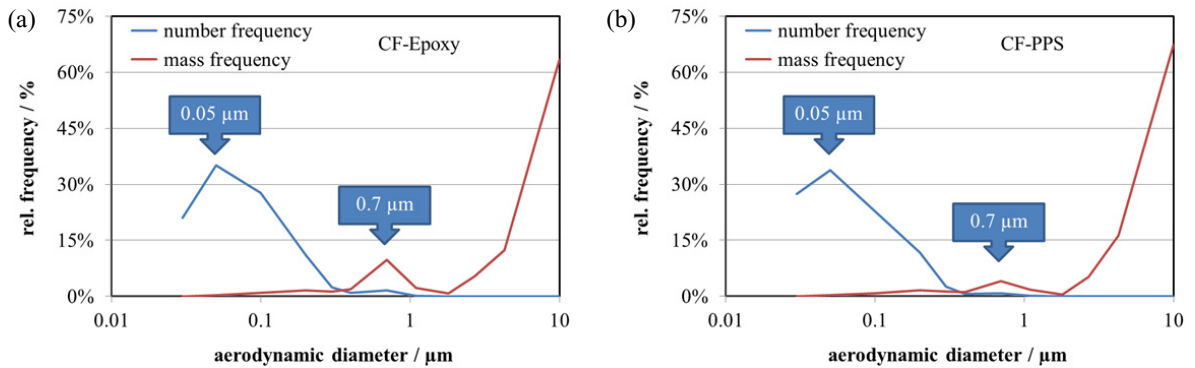 (a)
75%
60%
45%
30%
15%
0%
rel. frequency / %
number frequency
mass frequency
CF-Epoxy
0.05 µm
0.7 µm
0.01
0.1
1
10
aerodynamic diameter / µm
(b)
75%
60%
45%
30%
15%
0%
rel. frequency / %
number frequency
mass frequency
CF-PPS
0.05 µm
0.7 µm
0.01
0.1
1
10
aerodynamic diameter / µm